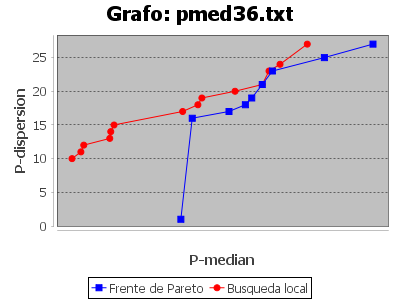 Grafo: pmed36.txt
25
20
15
10
5
0
P-dispersion
P-median
Frente de Pareto Busqueda local